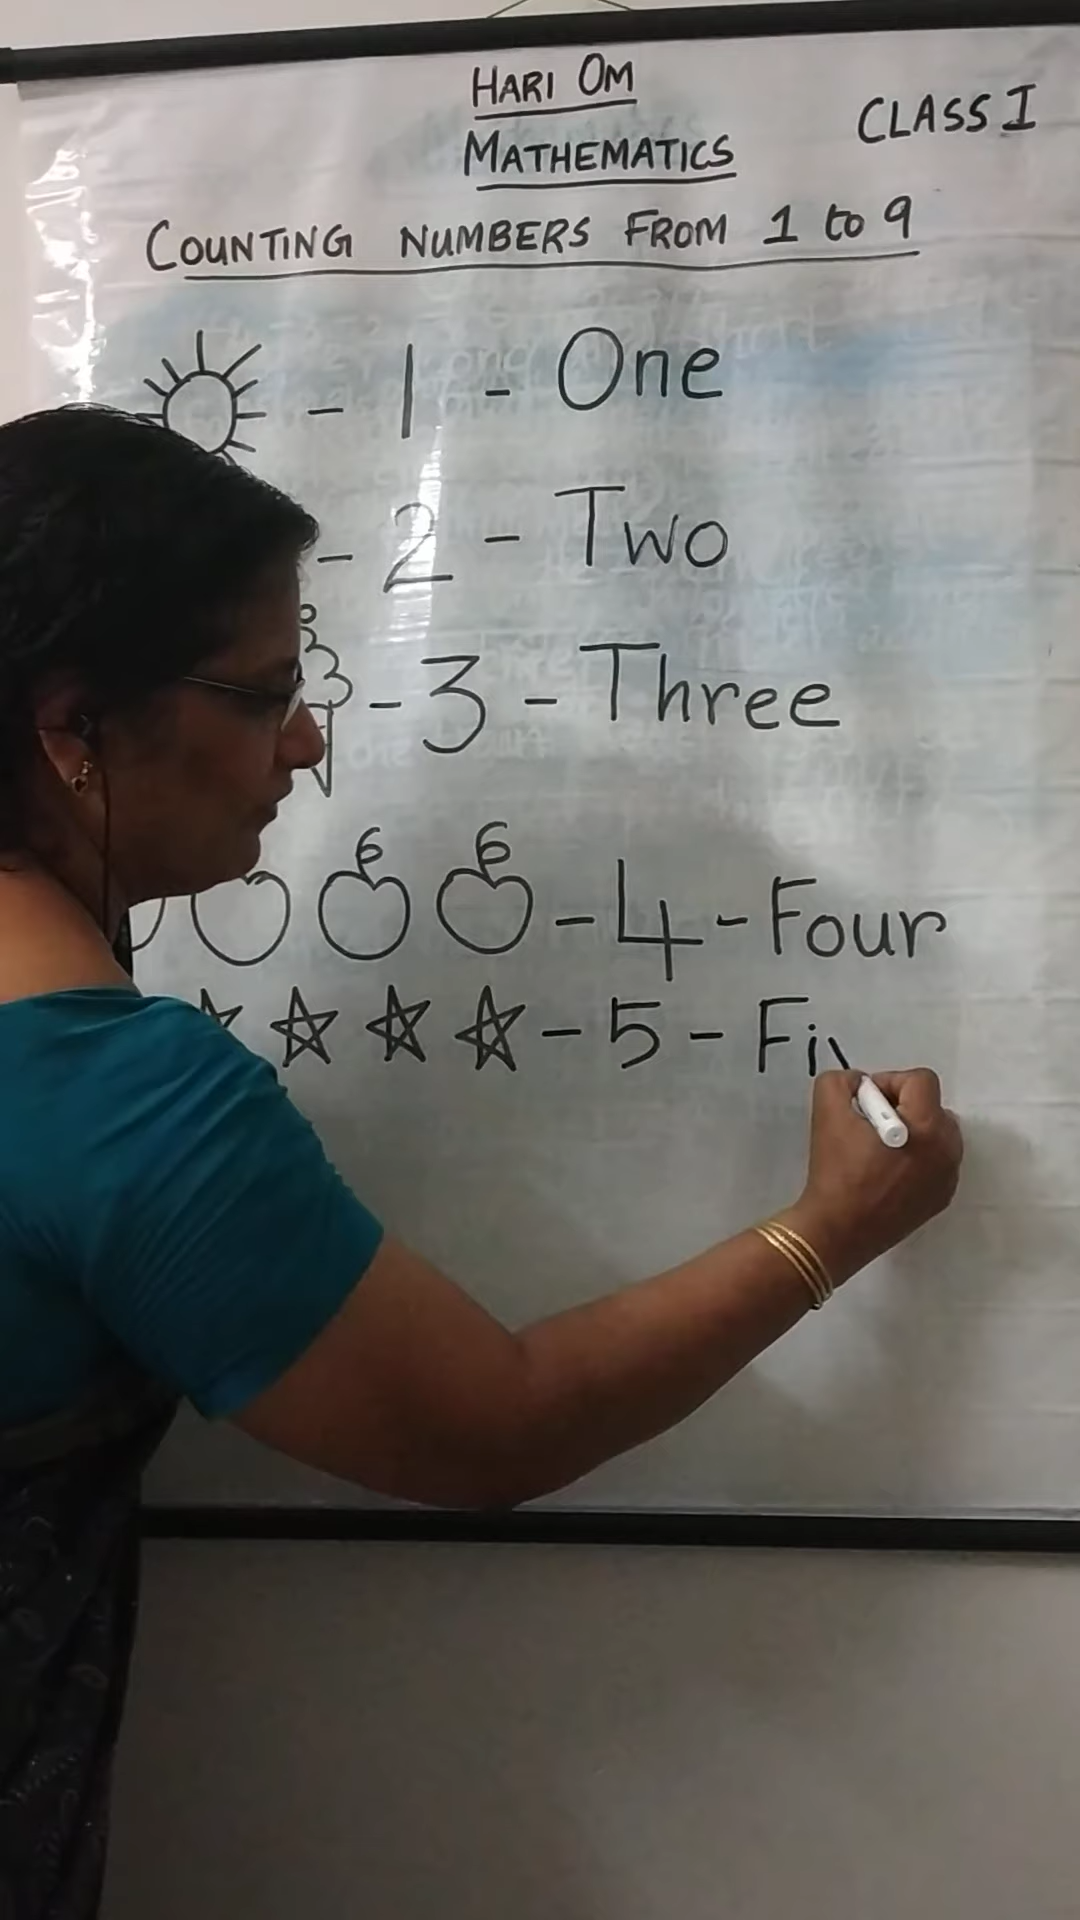 HARI OM
MATHEMATICS
CLASS I
COUNTING NUMBERS FROM 1 to 9
- 1 - One
- 2 - Two
- 3 - Three
- 4 - Four
- 5 - Fiv